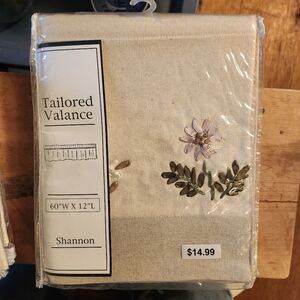 Tailored
Valance
60"W X 12"L
Shannon
$14.99